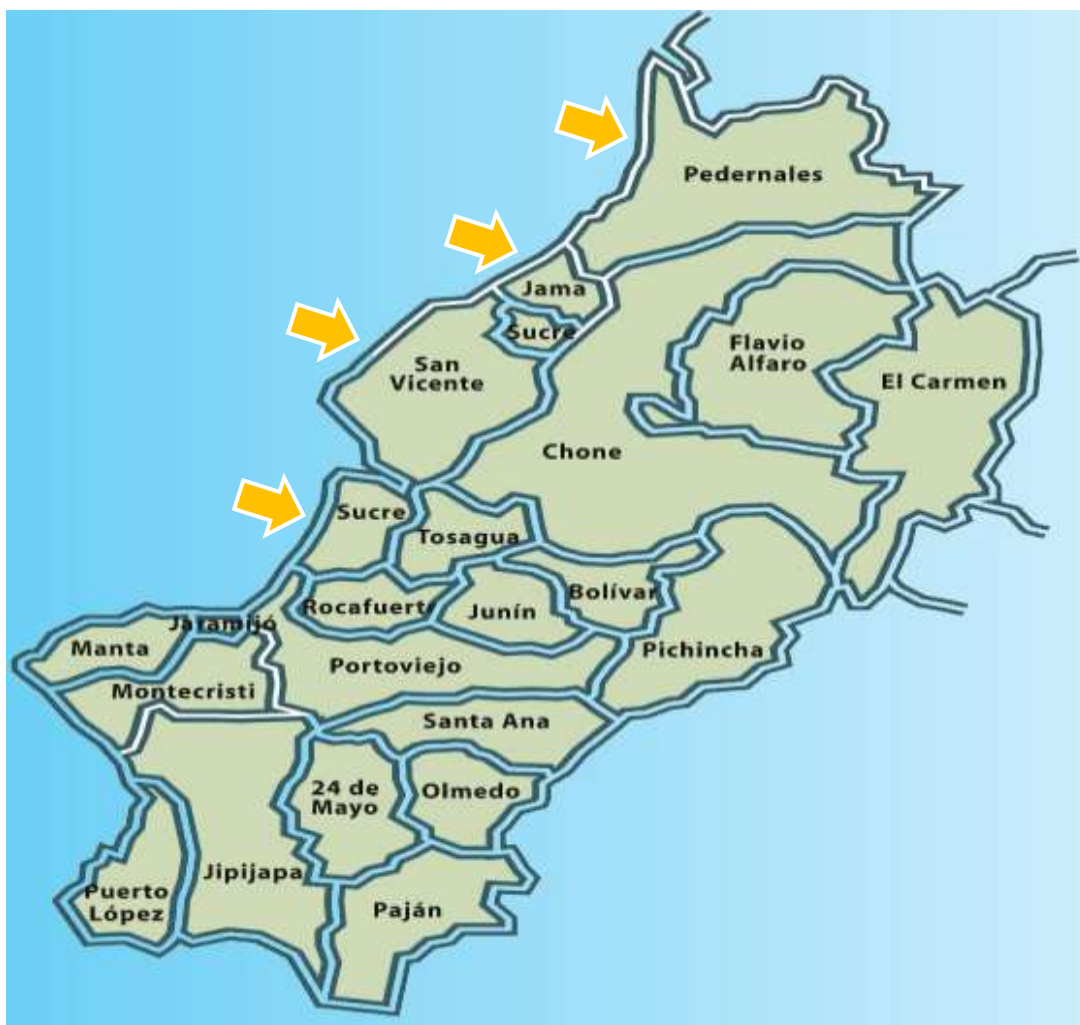 Pedernales
Jama
Sucre
San
Vicente
Flavio
Alfaro
El Carmen
Chone
Sucre
Tosagua
Rocafuerte
Junín
Bolívar
Jaramijó
Manta
Portoviejo
Pichincha
Montecristi
Santa Ana
24 de
Mayo
Olmedo
Jipijapa
Puerto
López
Paján